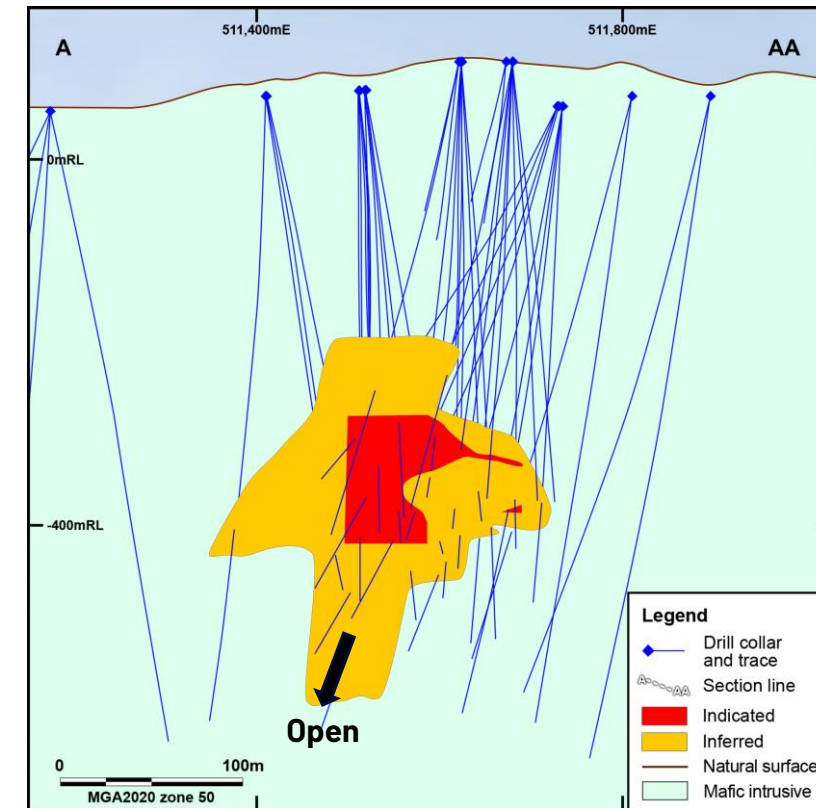 511,400mE
511,800mE
A
AA
0mRL
-400mRL
Open
0
100m
MGA2020 zone 50
Legend
Drill collar
and trace
A
AA
Section line
Indicated
Inferred
Natural surface
Mafic intrusive